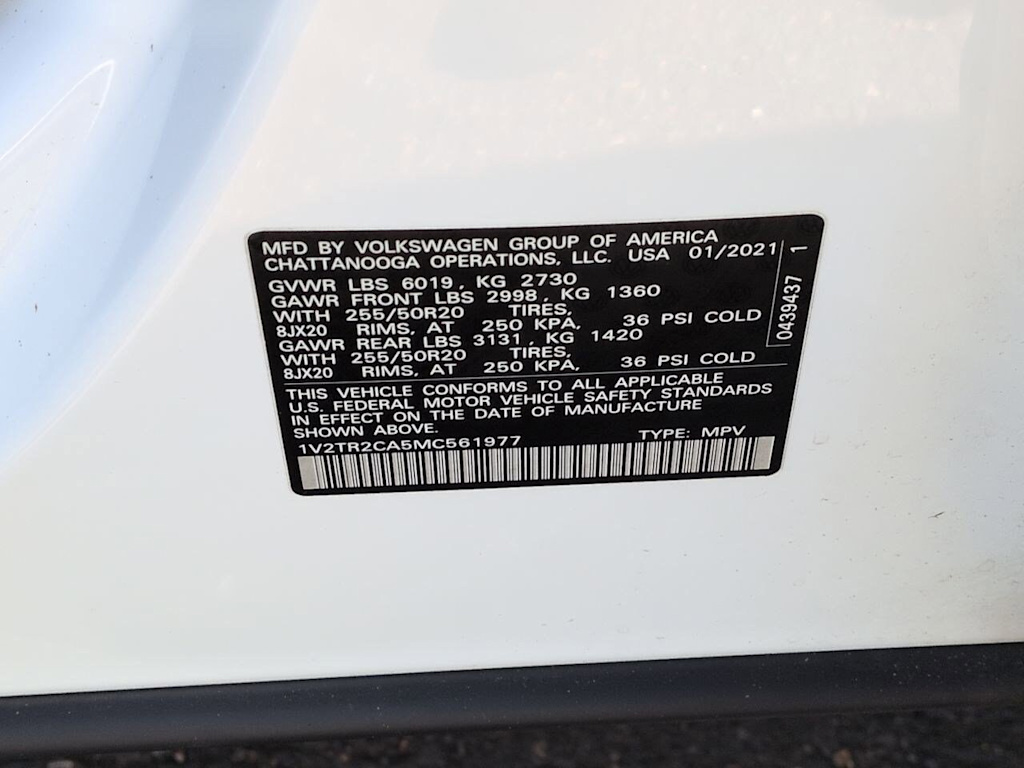 MFD BY VOLKSWAGEN GROUP OF AMERICA
CHATTANOOGA OPERATIONS, LLC. USA 01/2021
GVWR LBS 6019, KG 2730
GAWR FRONT LBS 2998, KG 1360
WITH 255/50R20 TIRES,
8JX20 RIMS, AT 250 KPA, 36 PSI COLD
GAWR REAR LBS 3131, KG 1420
WITH 255/50R20 TIRES,
8JX20 RIMS, AT 250 KPA, 36 PSI COLD
THIS VEHICLE CONFORMS TO ALL APPLICABLE
U.S. FEDERAL MOTOR VEHICLE SAFETY STANDARDS
IN EFFECT ON THE DATE OF MANUFACTURE
SHOWN ABOVE.
1V2TR2CA5MC561977 TYPE: MPV
0439437 1